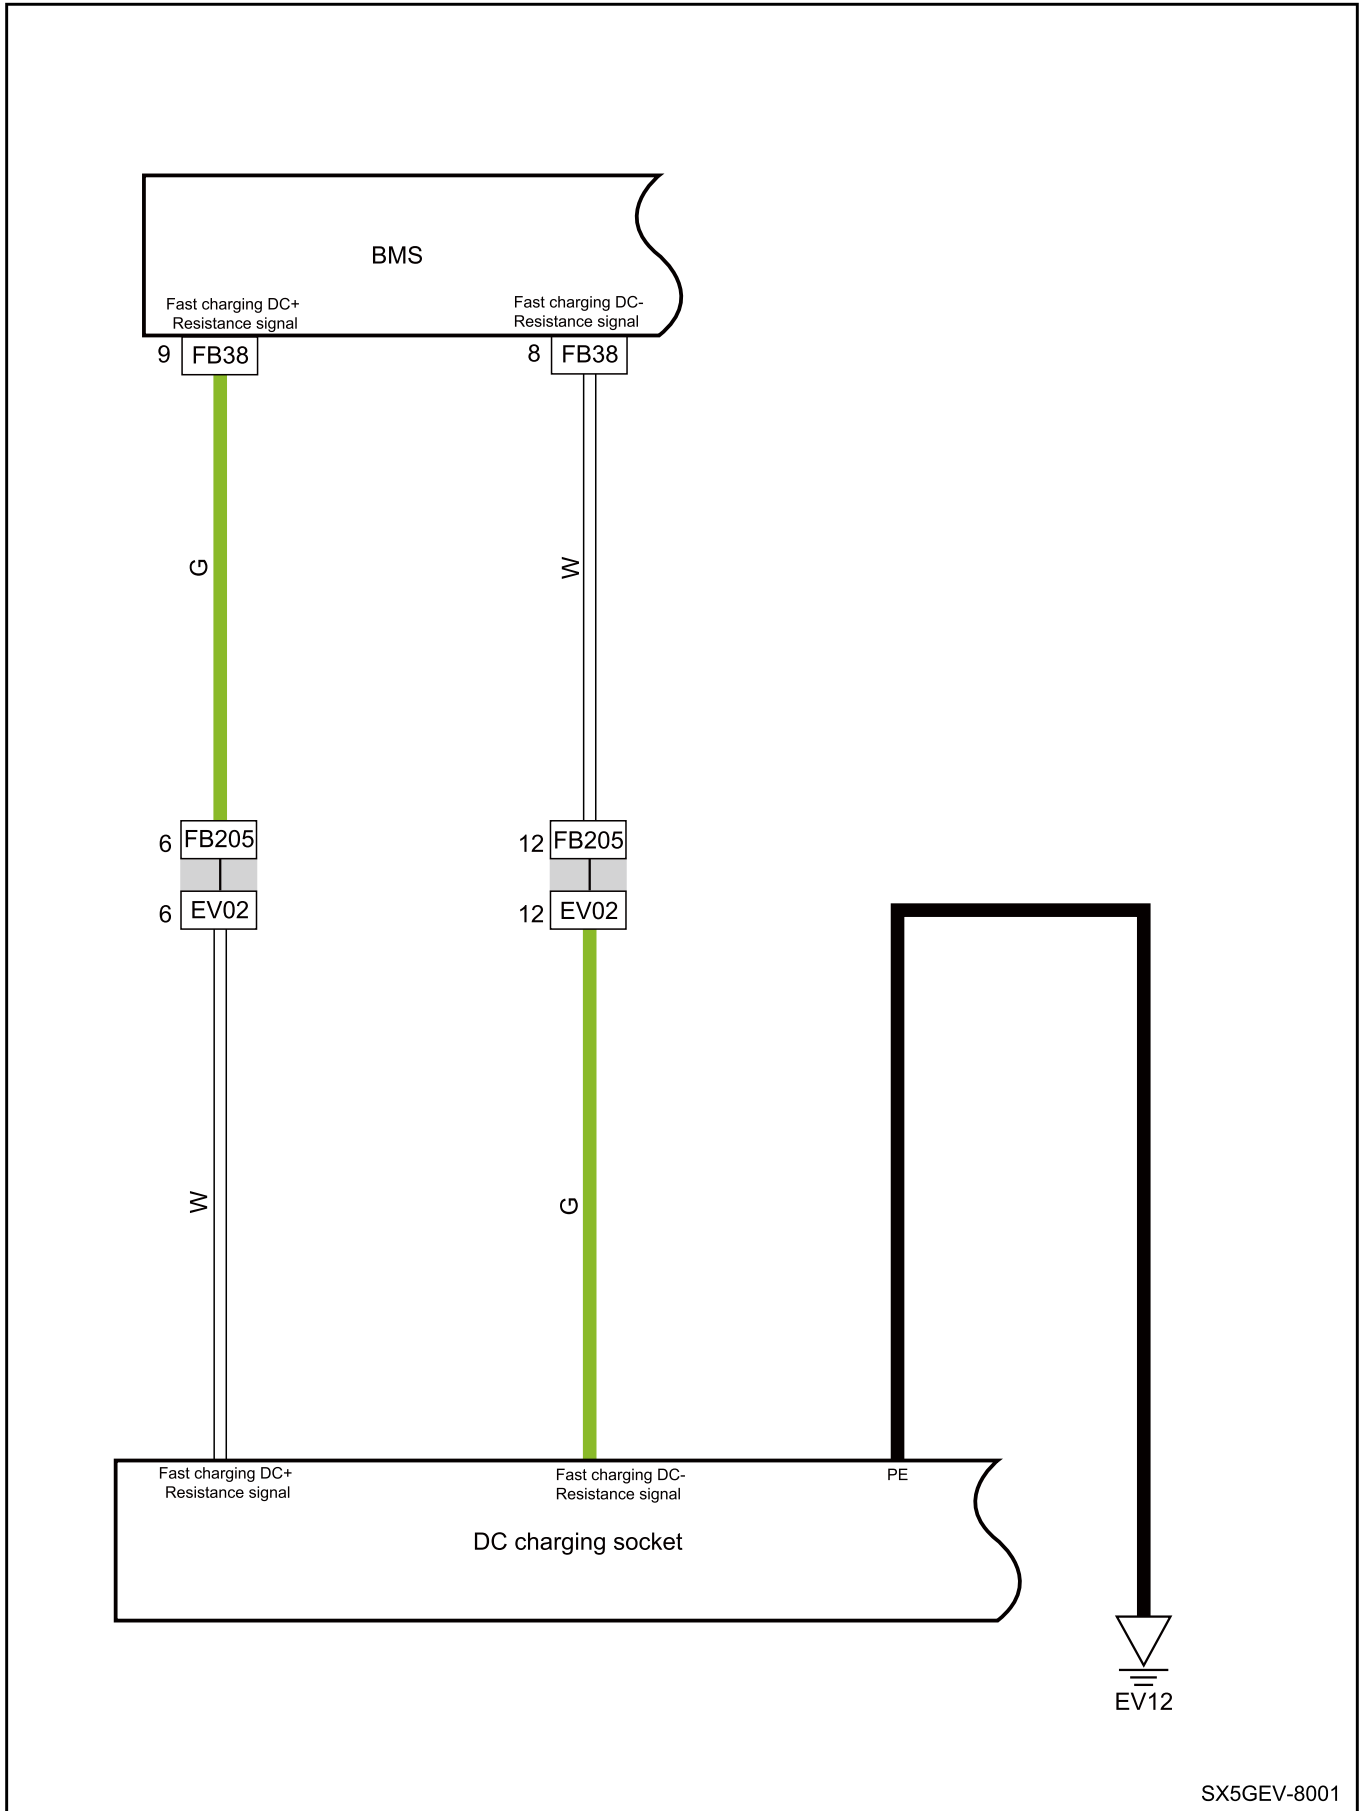 BMS
Fast charging DC+
Resistance signal
Fast charging DC-
Resistance signal
9 FB38
8 FB38
G
W
6 FB205
12 FB205
6 EV02
12 EV02
W
G
Fast charging DC+
Resistance signal
Fast charging DC-
Resistance signal
PE
DC charging socket
EV12
SX5GEV-8001